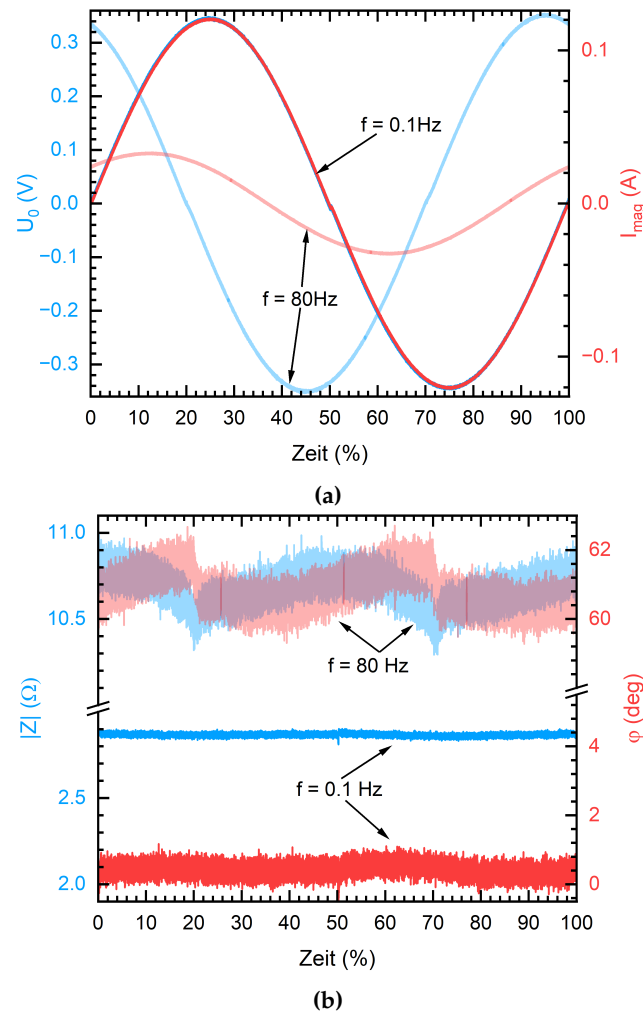 0.3
0.2
0.1
0.0
−0.1
−0.2
−0.3
U0 (V)
0.1
0.0
−0.1
Imag (A)
f = 0.1Hz
f = 80Hz
0 10 20 30 40 50 60 70 80 90 100
Zeit (%)
(a)
11.0
10.5
2.5
2.0
|Z| (Ω)
62
60
4
2
0
φ (deg)
f = 80 Hz
f = 0.1 Hz
0 10 20 30 40 50 60 70 80 90 100
Zeit (%)
(b)